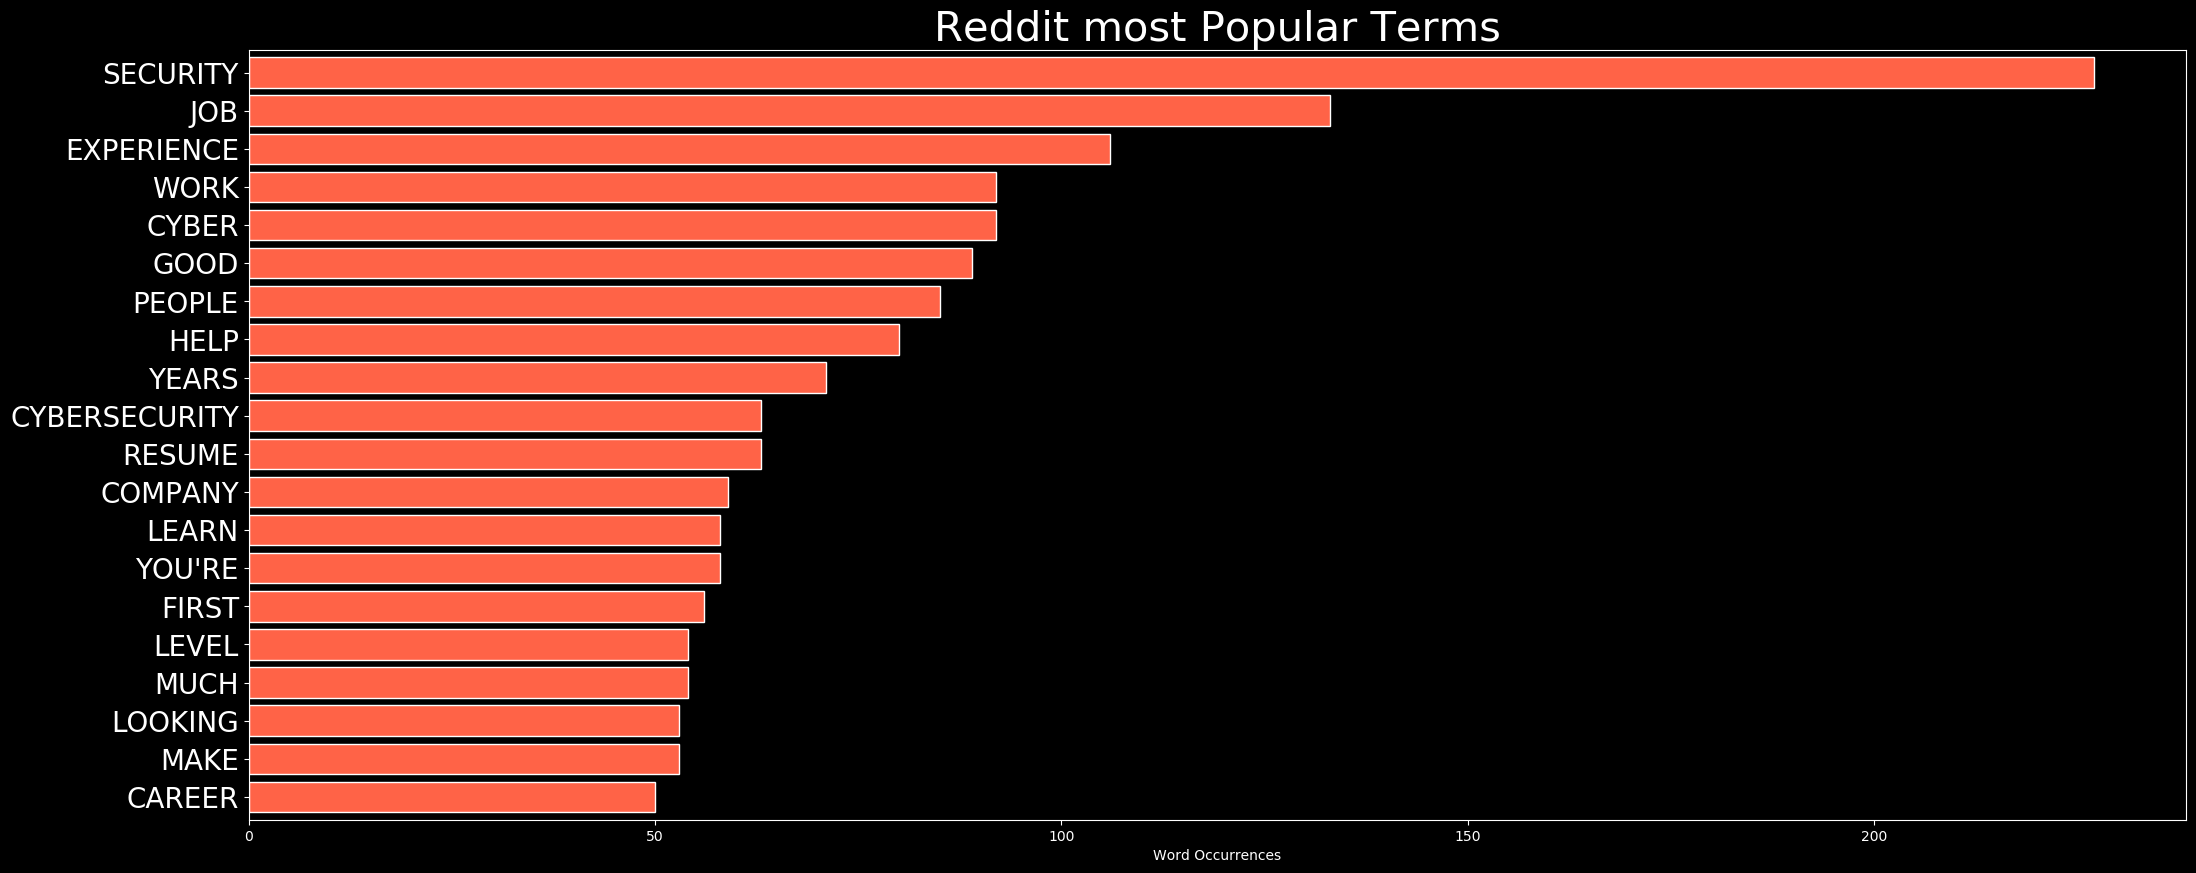 Reddit most Popular Terms
SECURITY
JOB
EXPERIENCE
WORK
CYBER
GOOD
PEOPLE
HELP
YEARS
CYBERSECURITY
RESUME
COMPANY
LEARN
YOU'RE
FIRST
LEVEL
MUCH
LOOKING
MAKE
CAREER
0 50 100 150 200
Word Occurrences